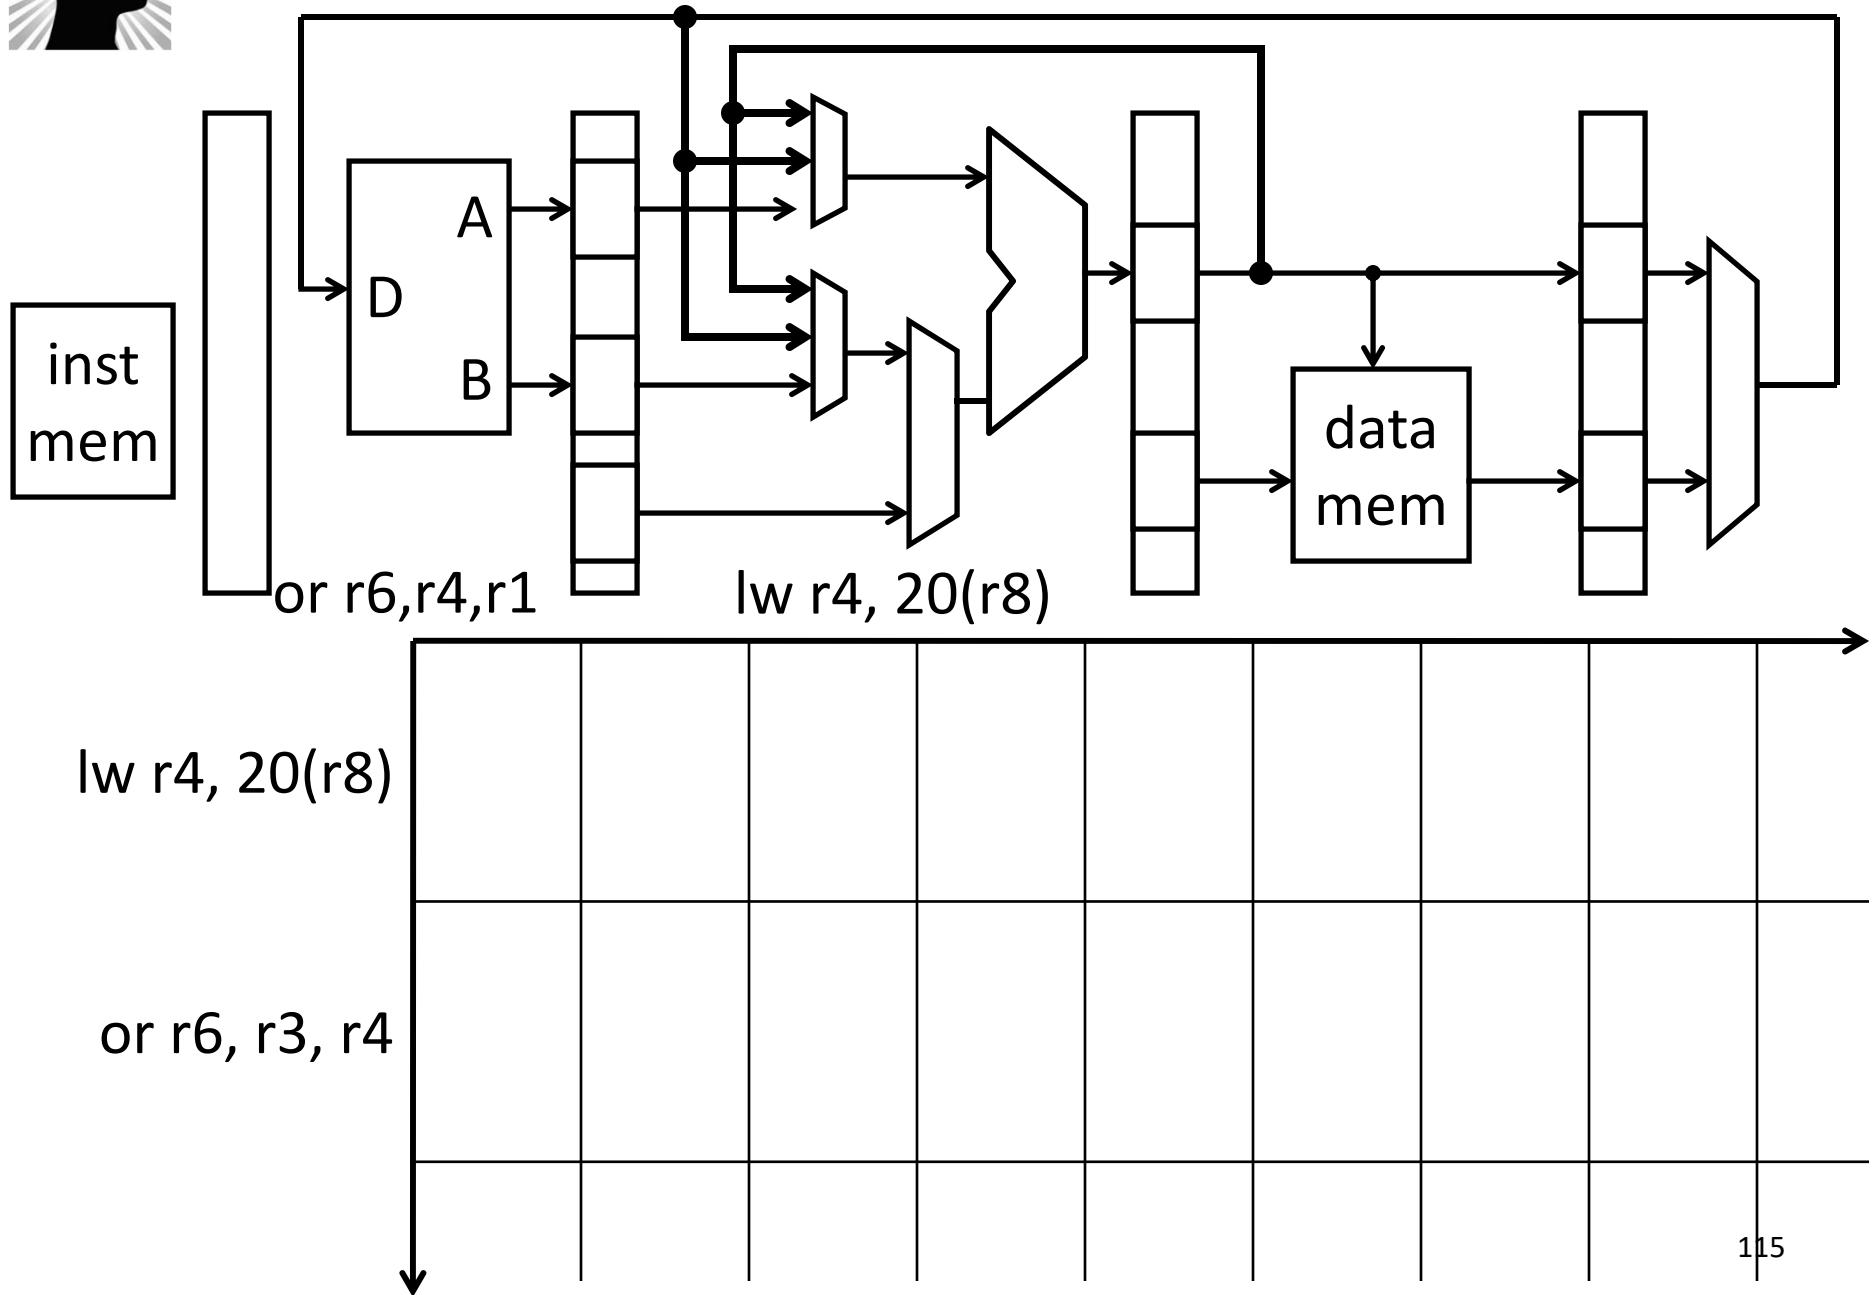 A
D
B
inst
mem
data
mem
or r6,r4,r1
lw r4, 20(r8)
lw r4, 20(r8)
or r6, r3, r4
115